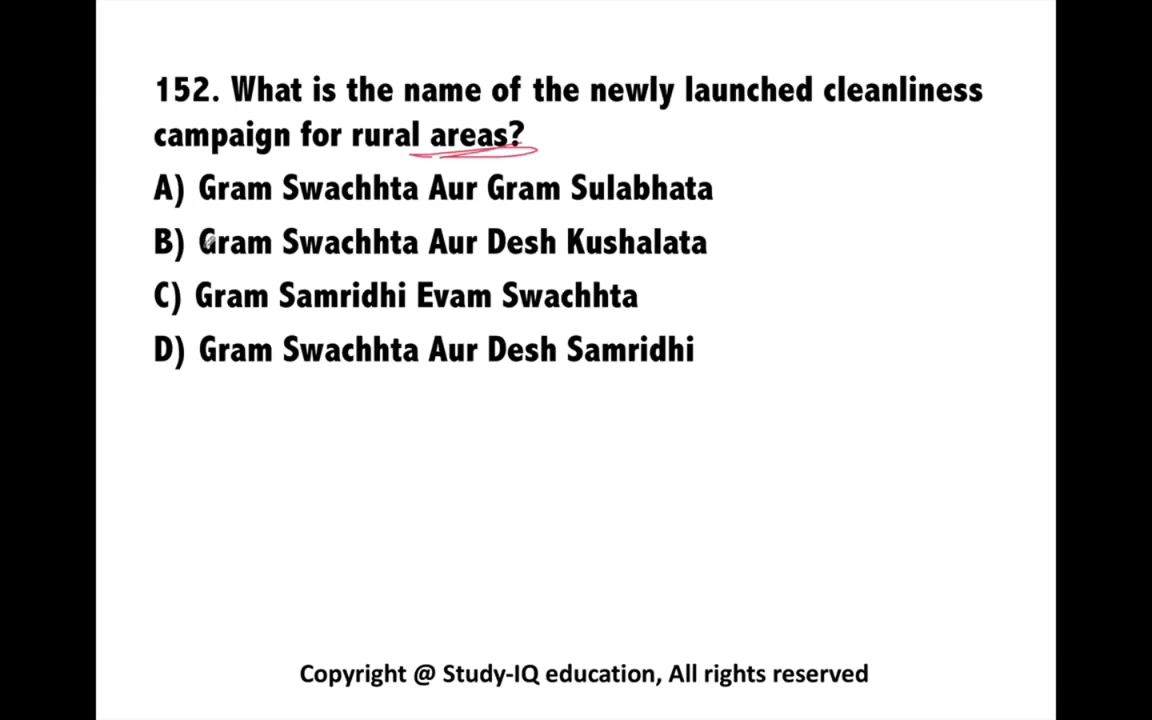 152. What is the name of the newly launched cleanliness
campaign for rural areas?
A) Gram Swachhta Aur Gram Sulabhata
B) Gram Swachhta Aur Desh Kushalata
C) Gram Samridhi Evam Swachhta
D) Gram Swachhta Aur Desh Samridhi
Copyright @ Study-IQ education, All rights reserved